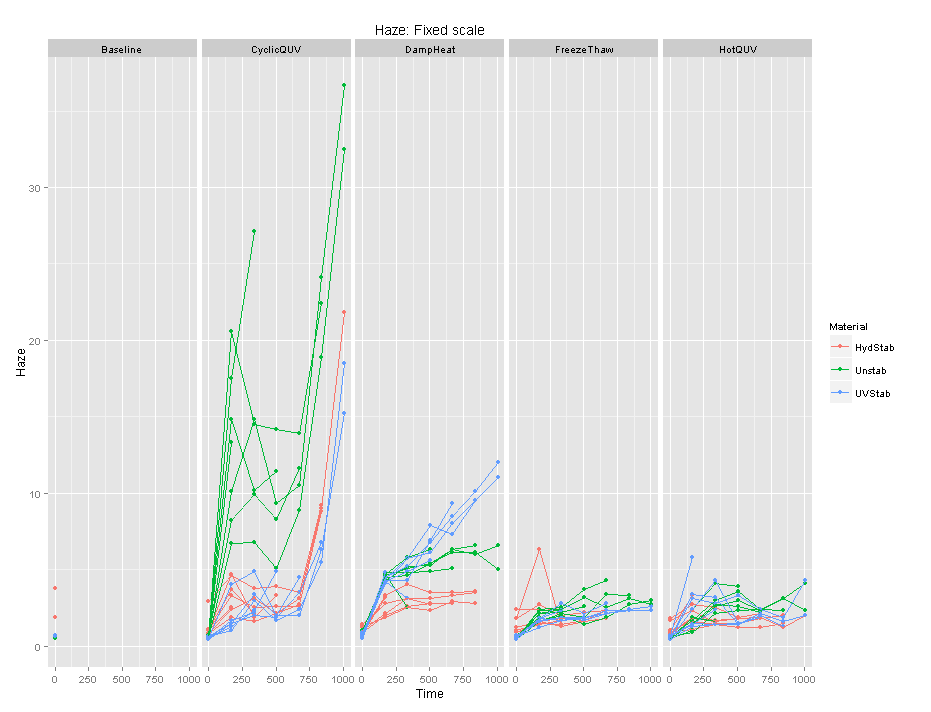 Haze: Fixed scale
Baseline CyclicQUV DampHeat FreezeThaw HotQUV
30
20
10
0
Haze
0 250 500 750 1000 0 250 500 750 1000 0 250 500 750 1000 0 250 500 750 1000 0 250 500 750 1000
Time
Material
HydStab
Unstab
UVStab